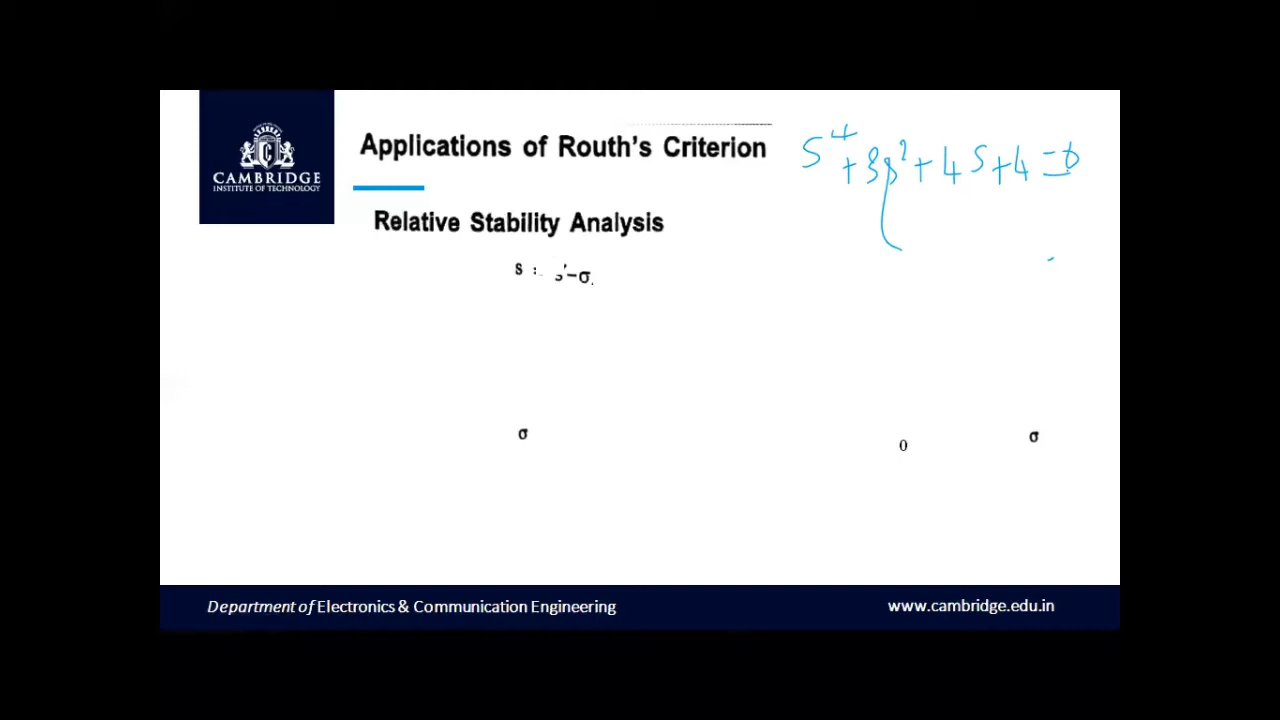 CAMBRIDGE
INSTITUTE OF TECHNOLOGY
Applications of Routh's Criterion
S⁴ + 3s² + 4s + 4 = 0
Relative Stability Analysis
s = s'−σ
σ
0
σ
Department of Electronics & Communication Engineering
www.cambridge.edu.in